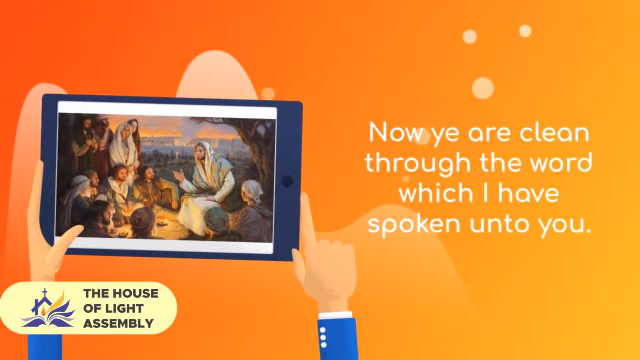 Now ye are clean
through the word
which I have
spoken unto you.
THE HOUSE
OF LIGHT
ASSEMBLY